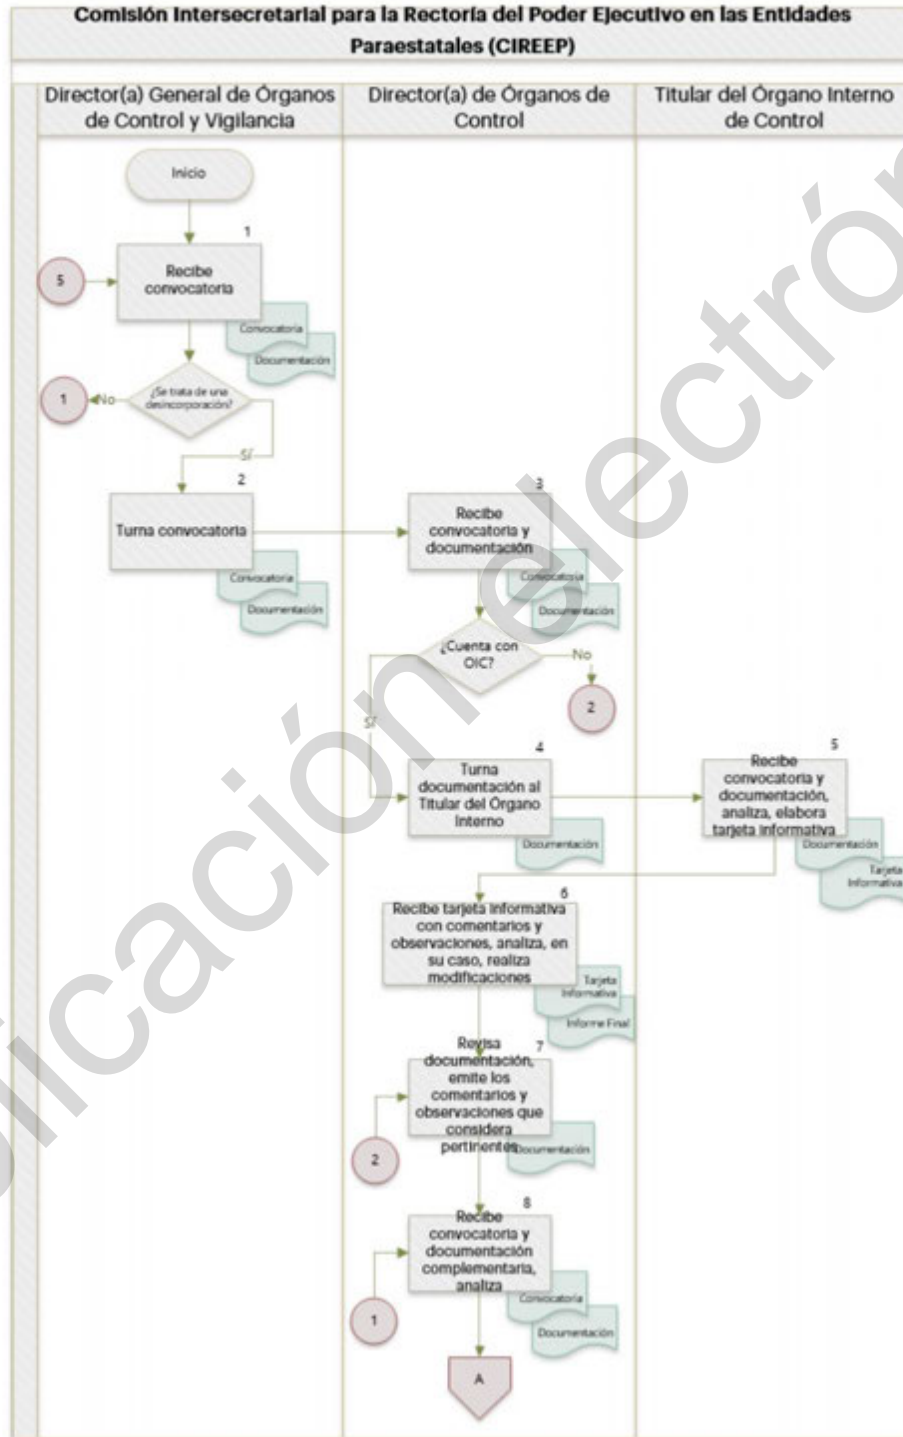 Comisión Intersecretarial para la Rectoría del Poder Ejecutivo en las Entidades
Paraestatales (CIREEP)
Director(a) General de Órganos
de Control y Vigilancia
Director(a) de Órganos de
Control
Titular del Órgano Interno
de Control
Inicio
1
5
Recibe
convocatoria
Convocatoria
Documentación
¿Se trata de una
desincorporación?
No
1
Sí
2
Turna convocatoria
Convocatoria
Documentación
3
Recibe
convocatoria y
documentación
Convocatoria
Documentación
¿Cuenta con
OIC?
No
2
Sí
4
Turna
documentación al
Titular del Órgano
Interno
Documentación
5
Recibe
convocatoria y
documentación,
analiza, elabora
tarjeta informativa
Documentación
Tarjeta
Informativa
6
Recibe tarjeta informativa
con comentarios y
observaciones, analiza, en
su caso, realiza
modificaciones
Tarjeta
Informativa
Informe Final
7
Revisa
documentación,
emite los
comentarios y
observaciones que
considera
pertinentes
Documentación
2
8
Recibe
convocatoria y
documentación
complementaria,
analiza
Convocatoria
Documentación
1
A
blicación electrón